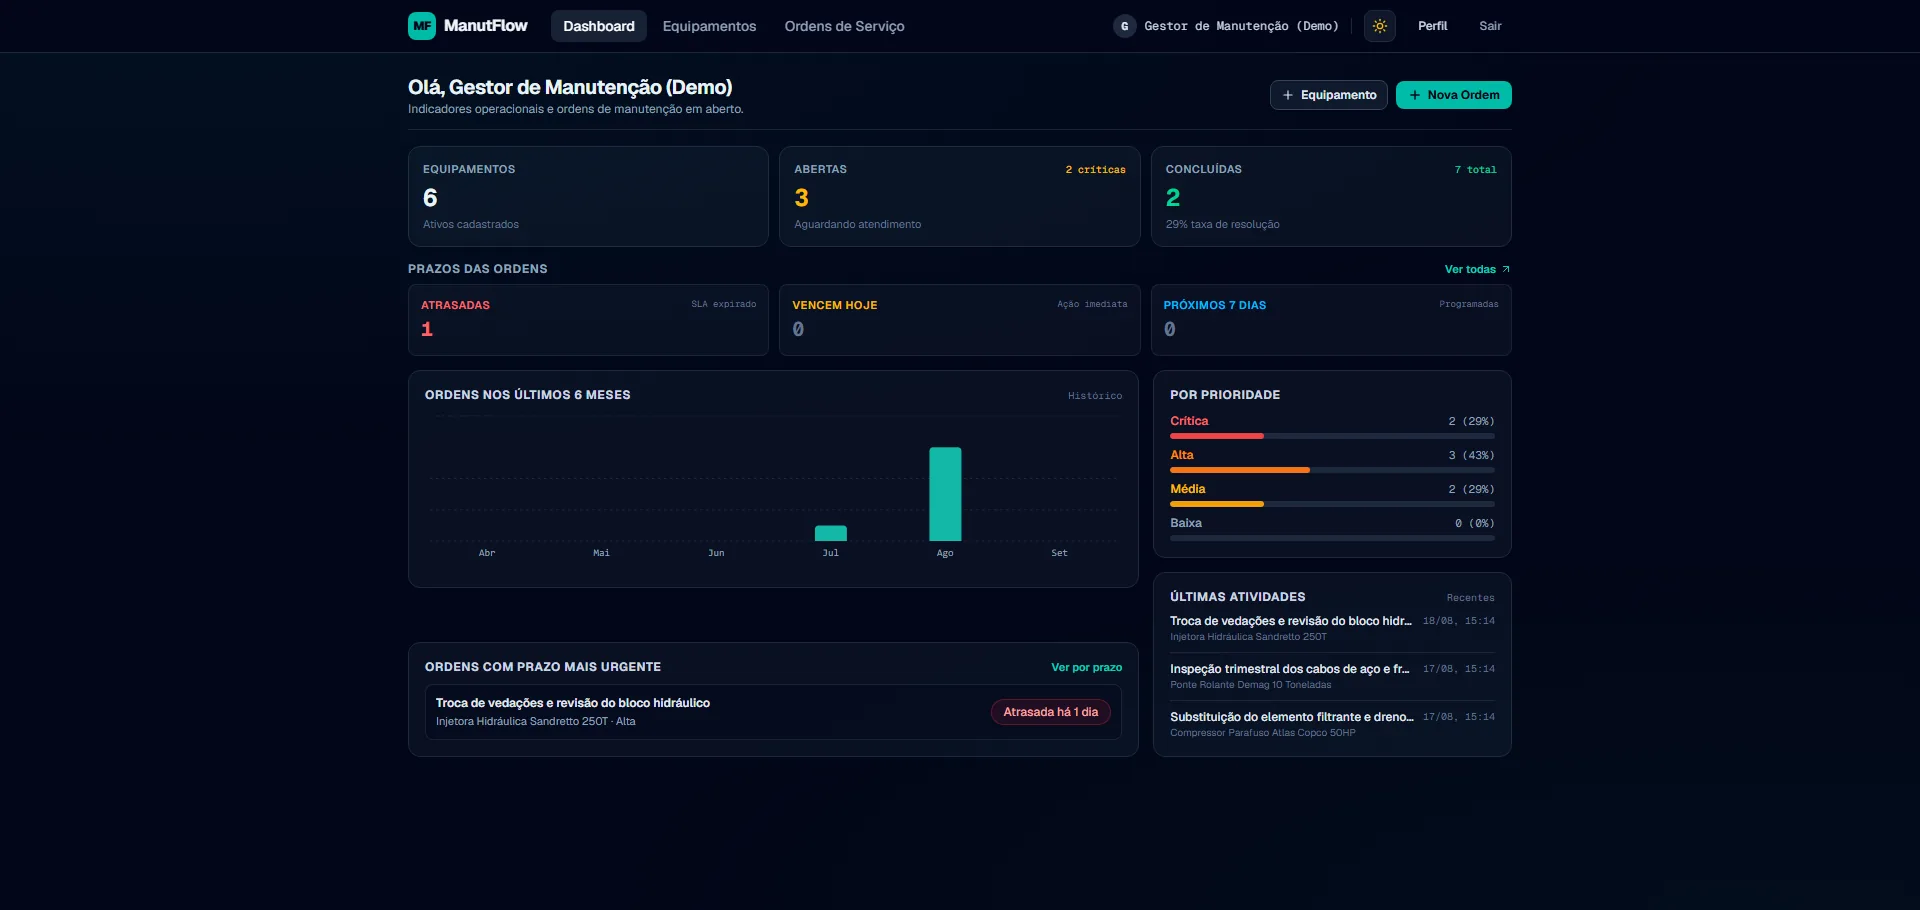 MF ManutFlow Dashboard Equipamentos Ordens de Serviço G Gestor de Manutenção (Demo) Perfil Sair
Olá, Gestor de Manutenção (Demo)
Indicadores operacionais e ordens de manutenção em aberto.
+ Equipamento
+ Nova Ordem
EQUIPAMENTOS
6
Ativos cadastrados
ABERTAS 2 críticas
3
Aguardando atendimento
CONCLUÍDAS 7 total
2
29% taxa de resolução
PRAZOS DAS ORDENS Ver todas
ATRASADAS SLA expirado
1
VENCEM HOJE Ação imediata
0
PRÓXIMOS 7 DIAS Programadas
0
ORDENS NOS ÚLTIMOS 6 MESES Histórico
Abr Mai Jun Jul Ago Set
POR PRIORIDADE
Crítica 2 (29%)
Alta 3 (43%)
Média 2 (29%)
Baixa 0 (0%)
ORDENS COM PRAZO MAIS URGENTE Ver por prazo
Troca de vedações e revisão do bloco hidráulico
Injetora Hidráulica Sandretto 250T · Alta
Atrasada há 1 dia
ÚLTIMAS ATIVIDADES Recentes
Troca de vedações e revisão do bloco hidr... 18/08, 15:14
Injetora Hidráulica Sandretto 250T
Inspeção trimestral dos cabos de aço e fr... 17/08, 15:14
Ponte Rolante Demag 10 Toneladas
Substituição do elemento filtrante e dreno... 17/08, 15:14
Compressor Parafuso Atlas Copco 50HP